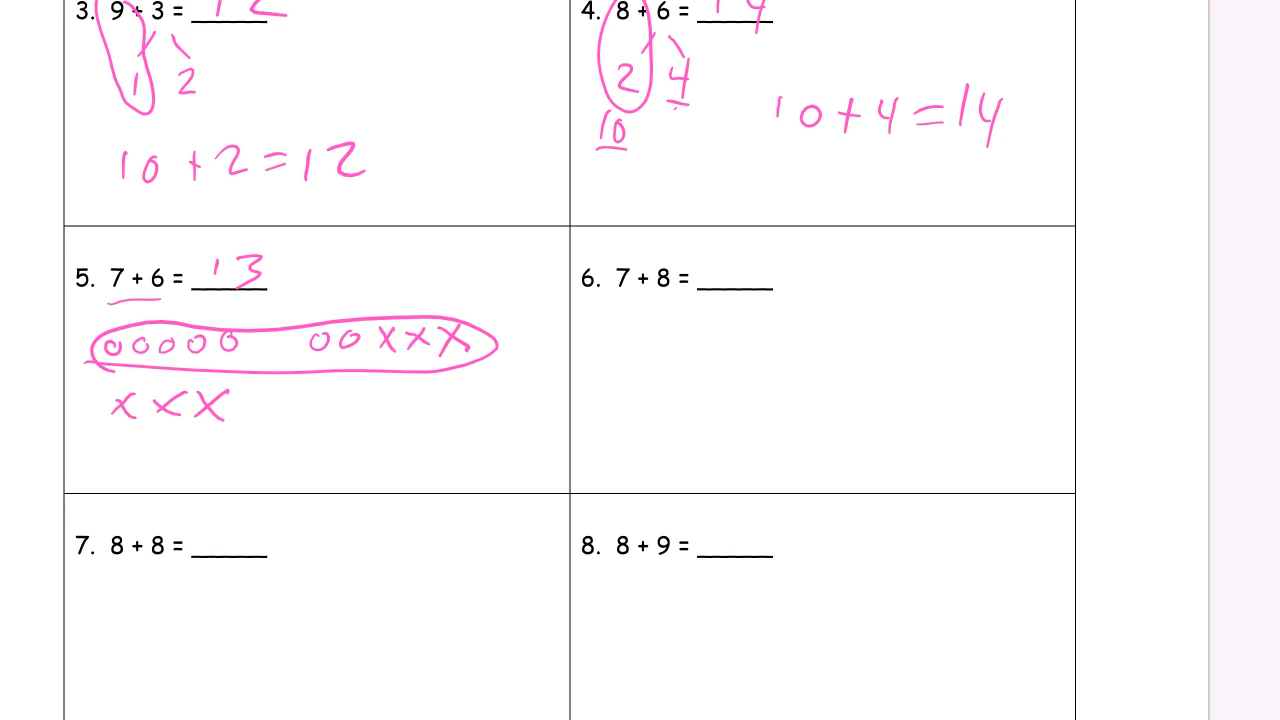 3. 9 + 3 = 12
1 2
10 + 2 = 12
4. 8 + 6 = 14
2 4
10
10 + 4 = 14
5. 7 + 6 = 13
ooooo ooxxx
xxx
6. 7 + 8 = ______
7. 8 + 8 = ______
8. 8 + 9 = ______